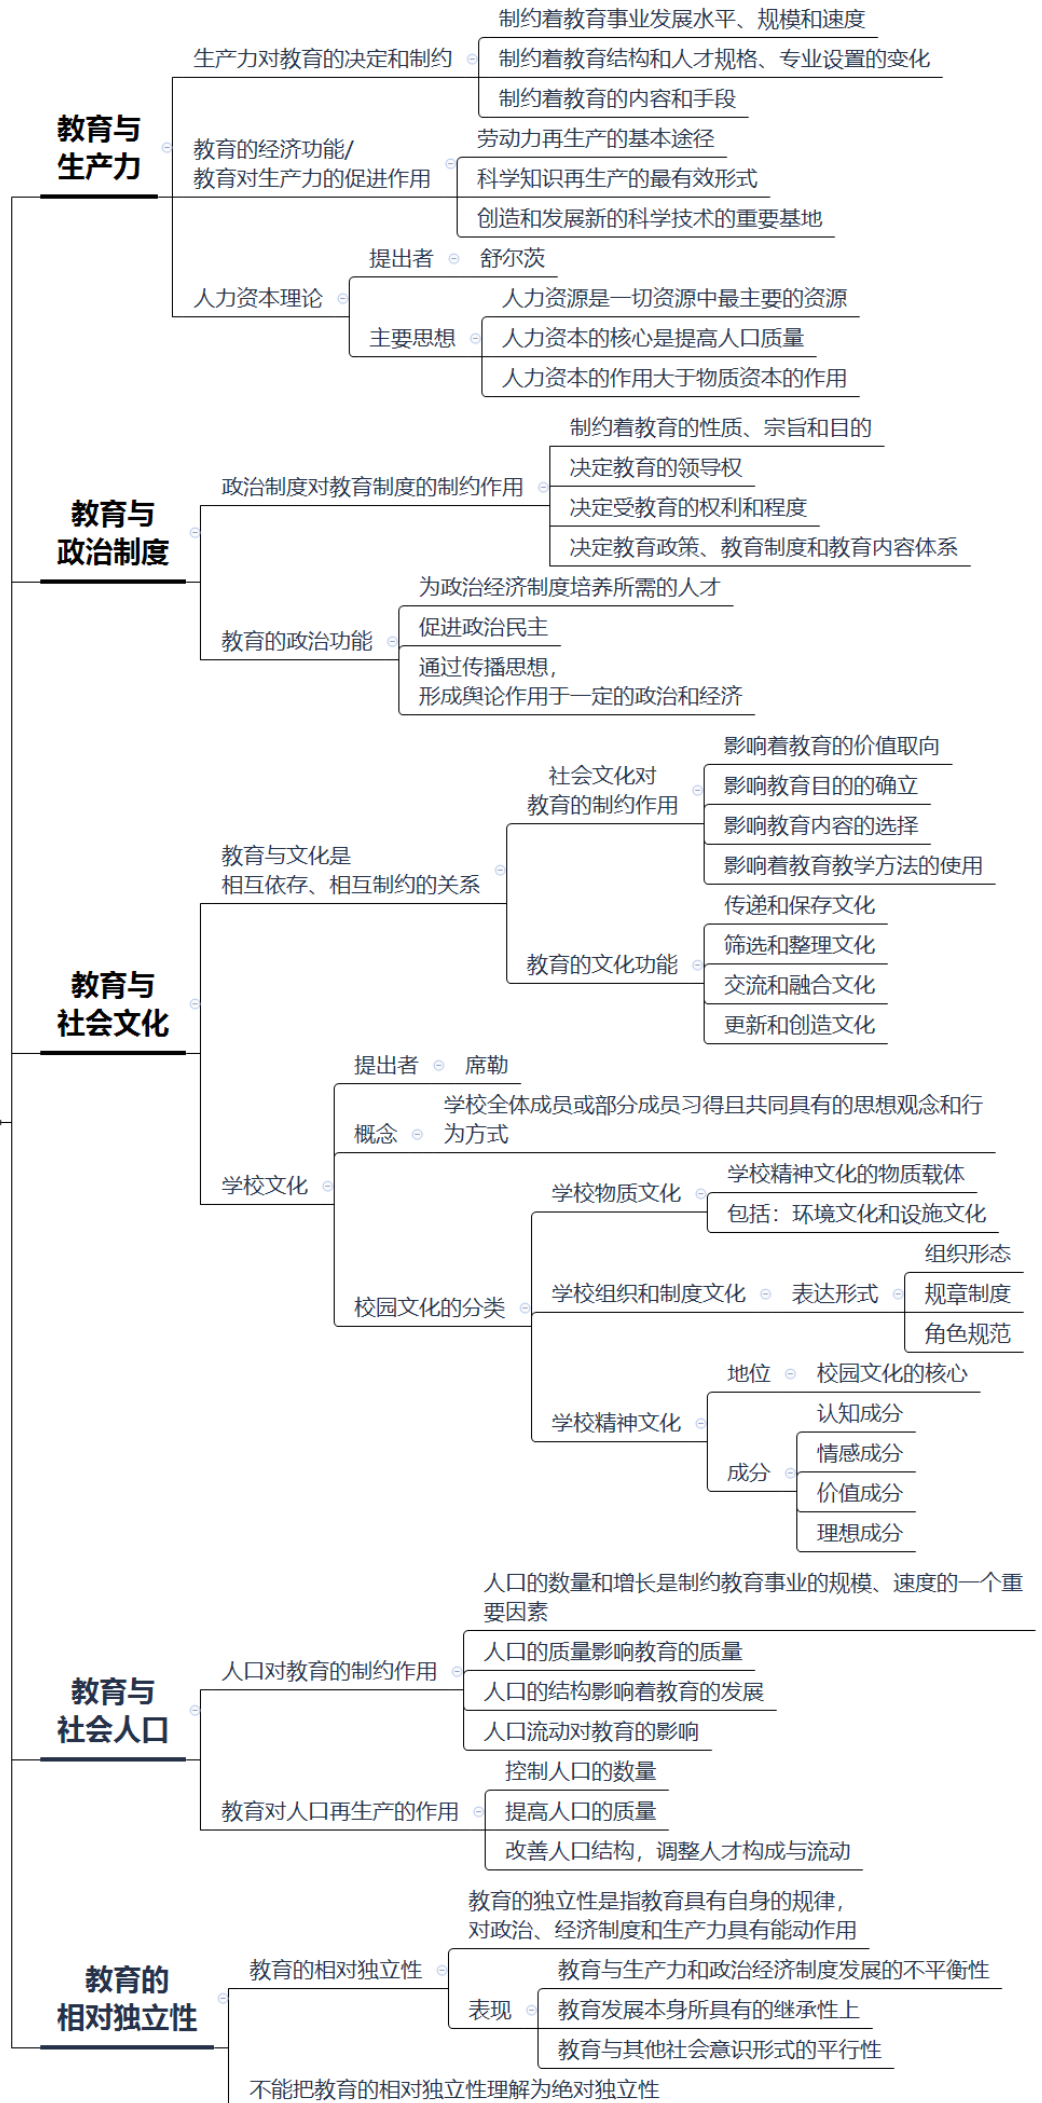 教育与
生产力
生产力对教育的决定和制约
制约着教育事业发展水平、规模和速度
制约着教育结构和人才规格、专业设置的变化
制约着教育的内容和手段
教育的经济功能/
教育对生产力的促进作用
劳动力再生产的基本途径
科学知识再生产的最有效形式
创造和发展新的科学技术的重要基地
人力资本理论
提出者
舒尔茨
主要思想
人力资源是一切资源中最主要的资源
人力资本的核心是提高人口质量
人力资本的作用大于物质资本的作用
教育与
政治制度
政治制度对教育制度的制约作用
制约着教育的性质、宗旨和目的
决定教育的领导权
决定受教育的权利和程度
决定教育政策、教育制度和教育内容体系
教育的政治功能
为政治经济制度培养所需的人才
促进政治民主
通过传播思想，
形成舆论作用于一定的政治和经济
教育与
社会文化
教育与文化是
相互依存、相互制约的关系
社会文化对
教育的制约作用
影响着教育的价值取向
影响教育目的的确立
影响教育内容的选择
影响着教育教学方法的使用
教育的文化功能
传递和保存文化
筛选和整理文化
交流和融合文化
更新和创造文化
学校文化
提出者
席勒
概念
学校全体成员或部分成员习得且共同具有的思想观念和行
为方式
校园文化的分类
学校物质文化
学校精神文化的物质载体
包括：环境文化和设施文化
学校组织和制度文化
表达形式
组织形态
规章制度
角色规范
学校精神文化
地位
校园文化的核心
成分
认知成分
情感成分
价值成分
理想成分
教育与
社会人口
人口对教育的制约作用
人口的数量和增长是制约教育事业的规模、速度的一个重
要因素
人口的质量影响教育的质量
人口的结构影响着教育的发展
人口流动对教育的影响
教育对人口再生产的作用
控制人口的数量
提高人口的质量
改善人口结构，调整人才构成与流动
教育的
相对独立性
教育的相对独立性
教育的独立性是指教育具有自身的规律，
对政治、经济制度和生产力具有能动作用
表现
教育与生产力和政治经济制度发展的不平衡性
教育发展本身所具有的继承性上
教育与其他社会意识形式的平行性
不能把教育的相对独立性理解为绝对独立性